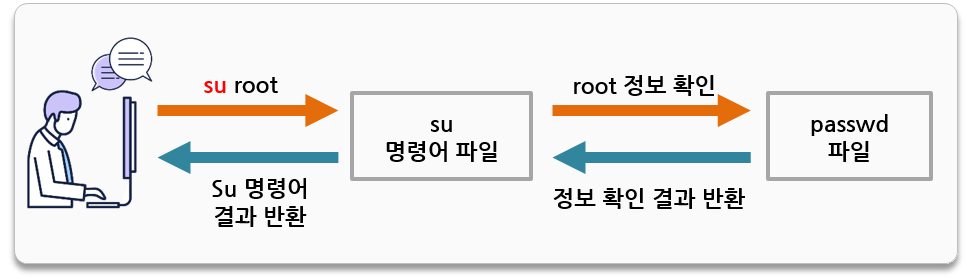 su root
su
명령어 파일
Su 명령어
결과 반환
root 정보 확인
정보 확인 결과 반환
passwd
파일